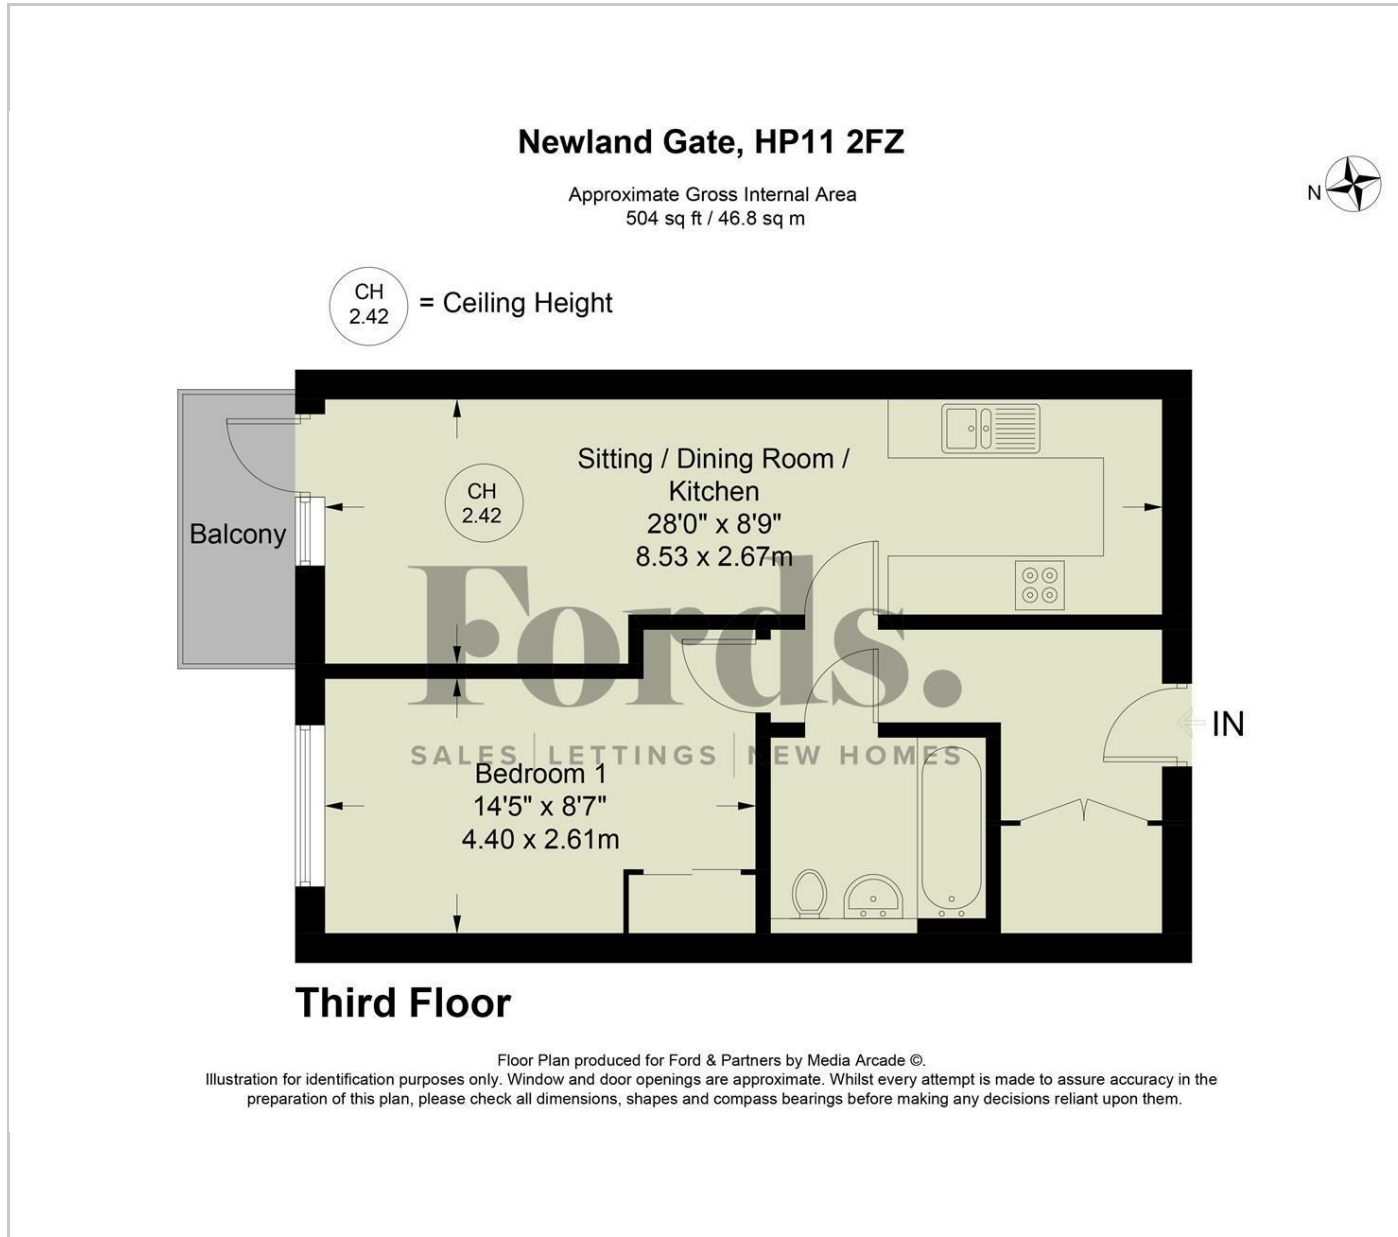 Newland Gate, HP11 2FZ
Approximate Gross Internal Area
504 sq ft / 46.8 sq m
N
CH
2.42
= Ceiling Height
Sitting / Dining Room /
Kitchen
28'0" x 8'9"
8.53 x 2.67m
CH
2.42
Balcony
Fords.
SALES | LETTINGS | NEW HOMES
IN
Bedroom 1
14'5" x 8'7"
4.40 x 2.61m
Third Floor
Floor Plan produced for Ford & Partners by Media Arcade ©.
Illustration for identification purposes only. Window and door openings are approximate. Whilst every attempt is made to assure accuracy in the
preparation of this plan, please check all dimensions, shapes and compass bearings before making any decisions reliant upon them.